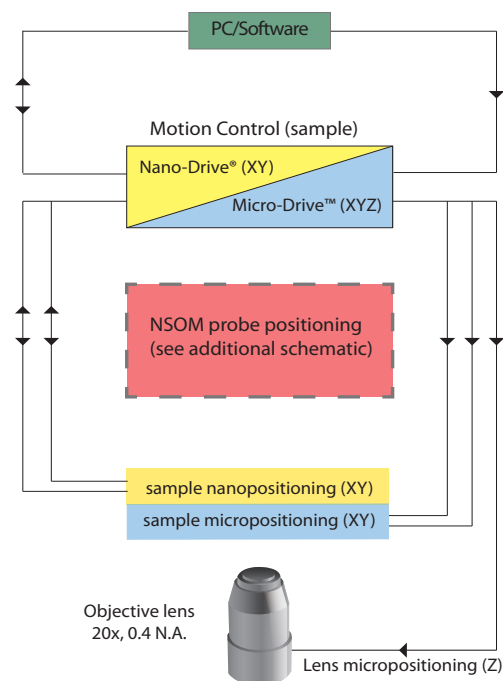 PC/Software
Motion Control (sample)
Nano-Drive® (XY)
Micro-Drive™ (XYZ)
NSOM probe positioning
(see additional schematic)
sample nanopositioning (XY)
sample micropositioning (XY)
Objective lens
20x, 0.4 N.A.
Lens micropositioning (Z)